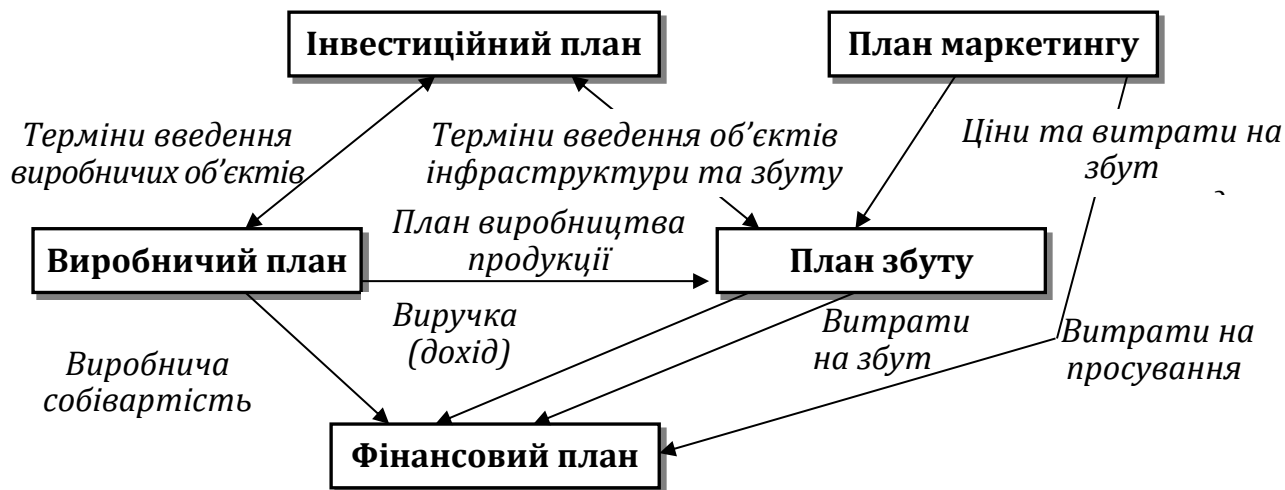 Інвестиційний план
План маркетингу
Терміни введення
виробничих об’єктів
Терміни введення об’єктів
інфраструктури та збуту
Ціни та витрати на
збут
План виробництва
продукції
Виробничий план
План збуту
Виручка
(дохід)
Витрати
на збут
Витрати на
просування
Виробнича
собівартість
Фінансовий план